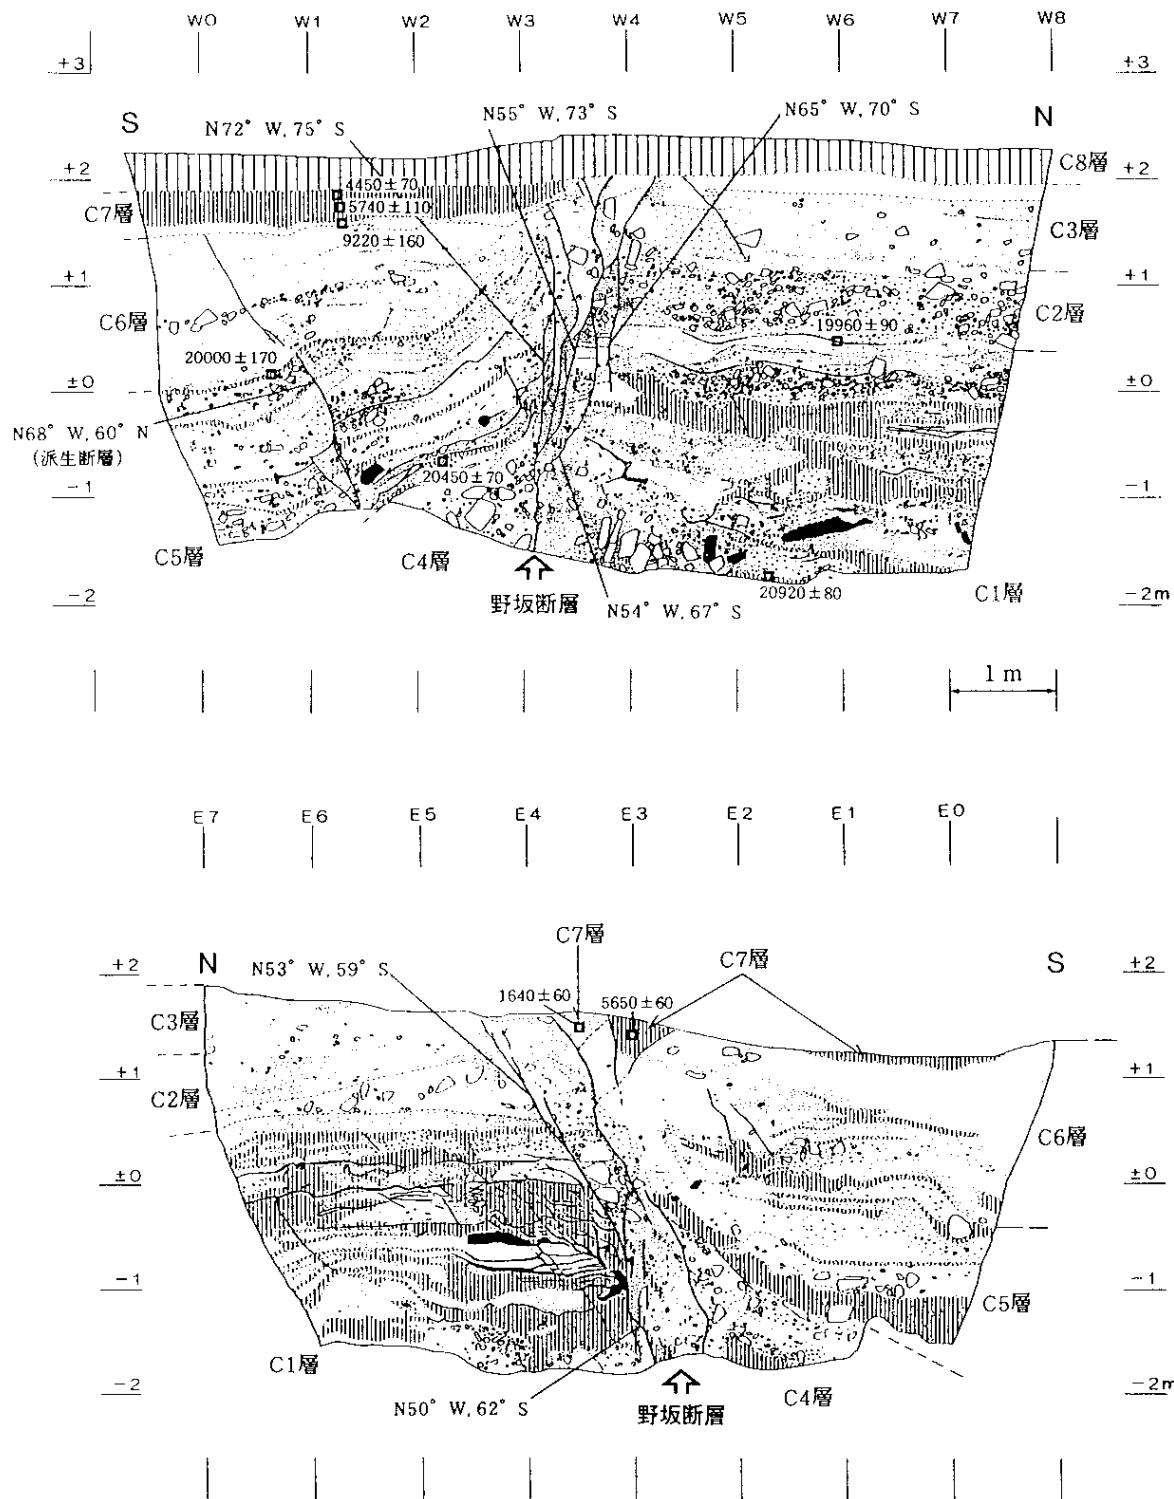 W0 W1 W2 W3 W4 W5 W6 W7 W8
+3 +3
S N55° W, 73° S N65° W, 70° S N
N72° W, 75° S
C8層
+2 4450±70 +2
C7層 5740±110
9220±160 C3層
+1 +1
C6層 19960±90 C2層
20000±170
±0 ±0
N68° W, 60° N
(派生断層)
20450±70
-1 -1
C5層 C4層 20920±80 C1層
-2 野坂断層 N54° W, 67° S -2m
1 m
E7 E6 E5 E4 E3 E2 E1 E0
C7層
+2 N N53° W, 59° S C7層 S +2
1640±60 5650±60
C3層
+1 +1
C2層
C6層
±0 ±0
-1 -1
C5層
C1層
-2 N50° W, 62° S C4層 -2m
野坂断層